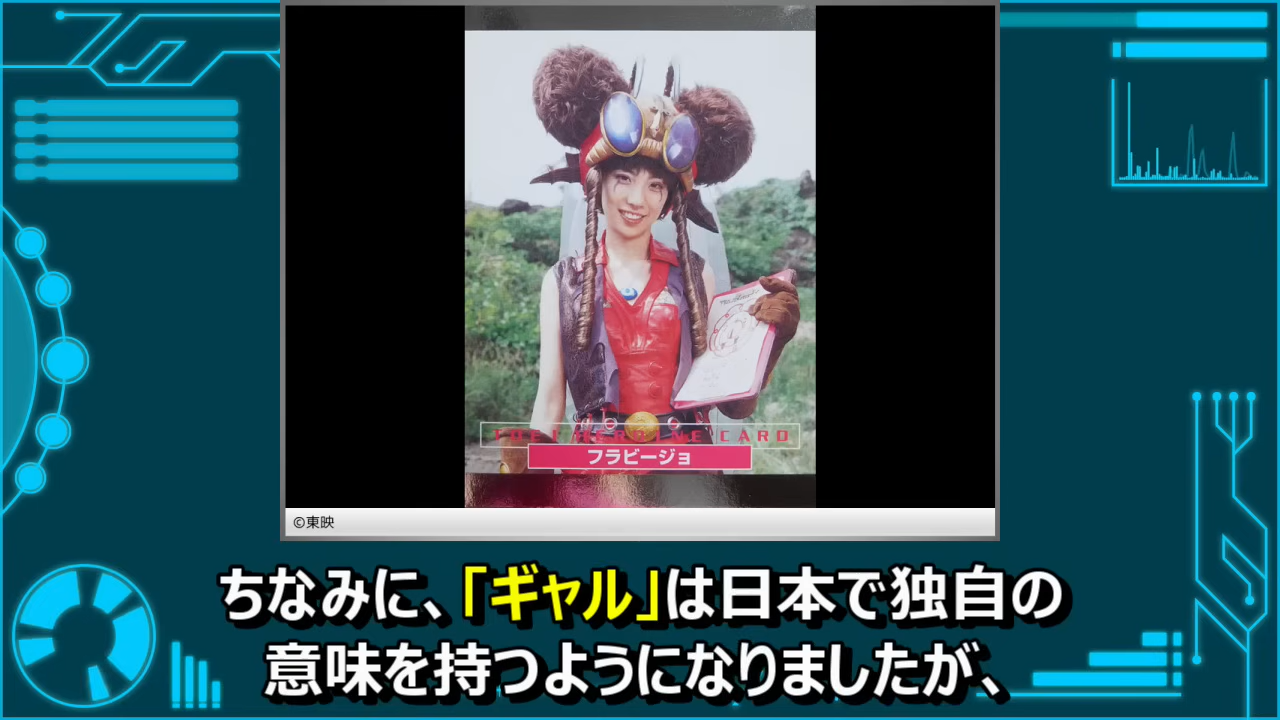 TOEI HEROINE CARD
フラビージョ
©東映
ちなみに、「ギャル」は日本で独自の
意味を持つようになりましたが、